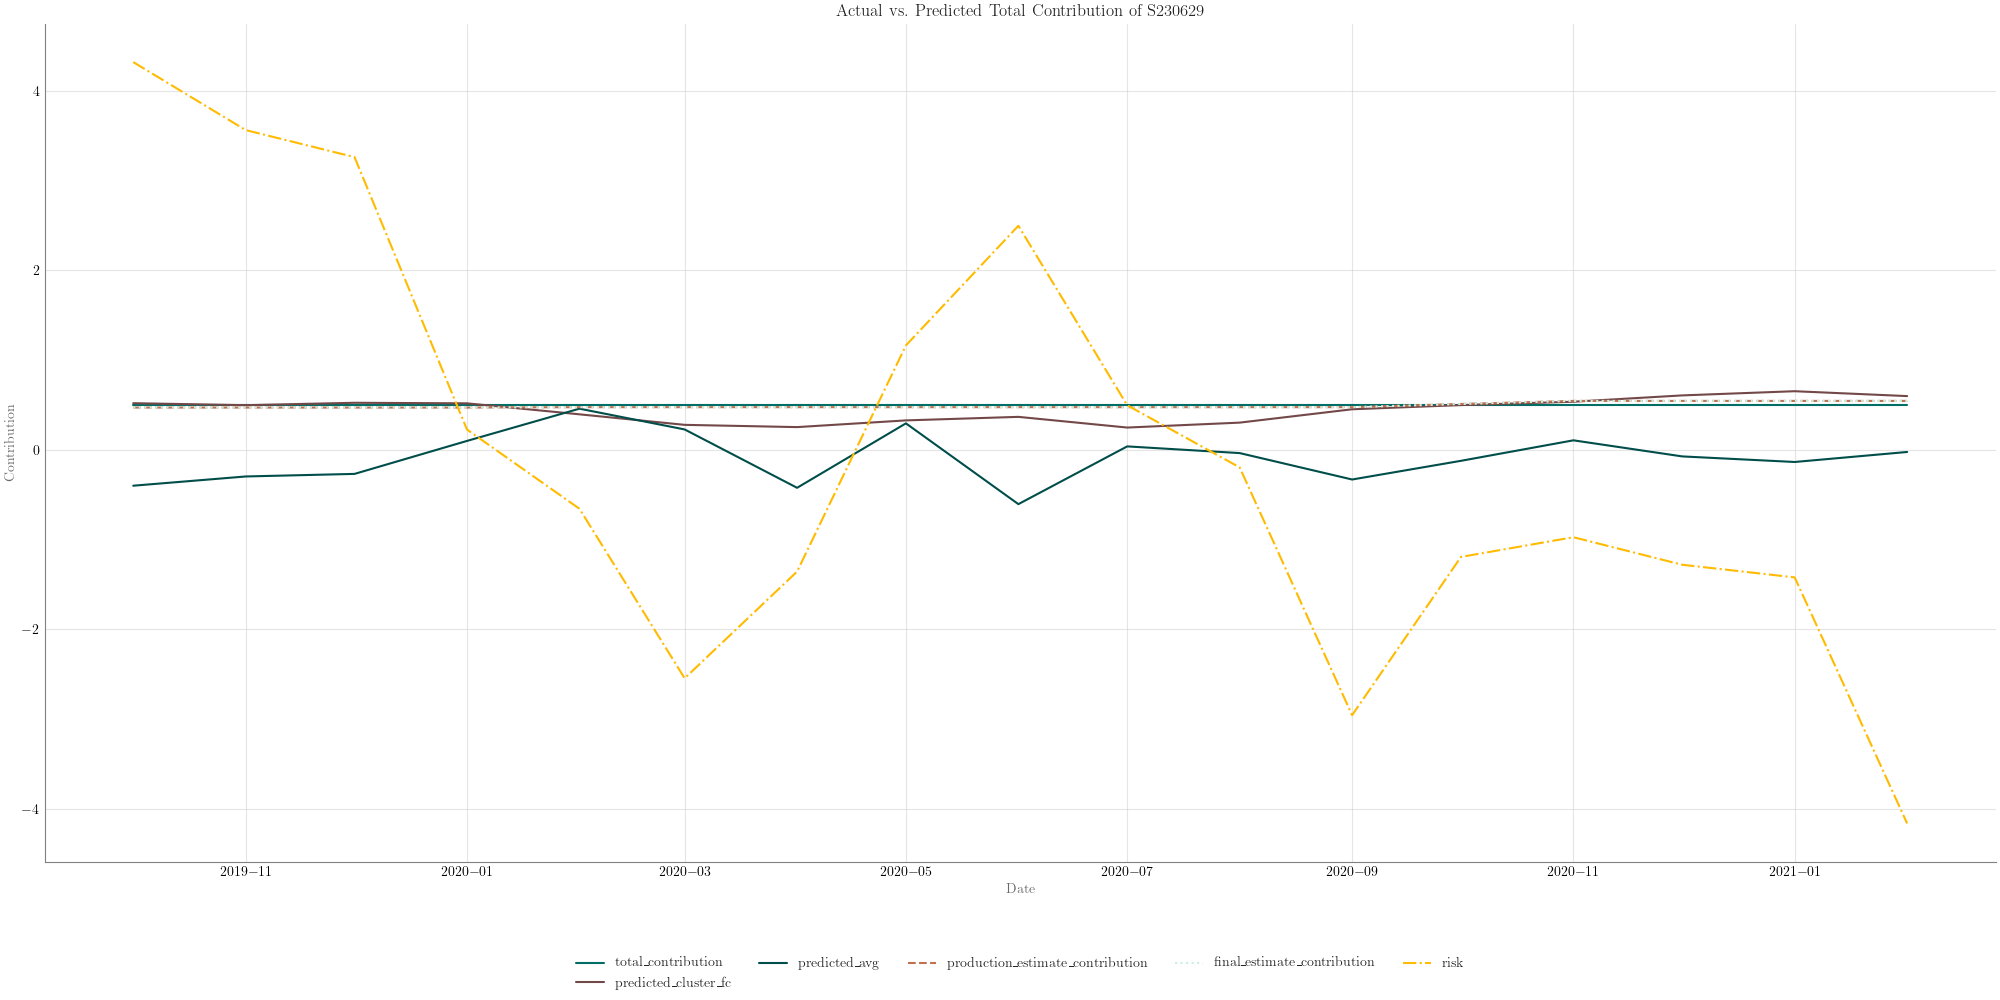 Actual vs. Predicted Total Contribution of S230629
4
2
0
−2
−4
Contribution
2019−11 2020−01 2020−03 2020−05 2020−07 2020−09 2020−11 2021−01
Date
total_contribution predicted_avg production_estimate_contribution final_estimate_contribution risk
predicted_cluster_fc